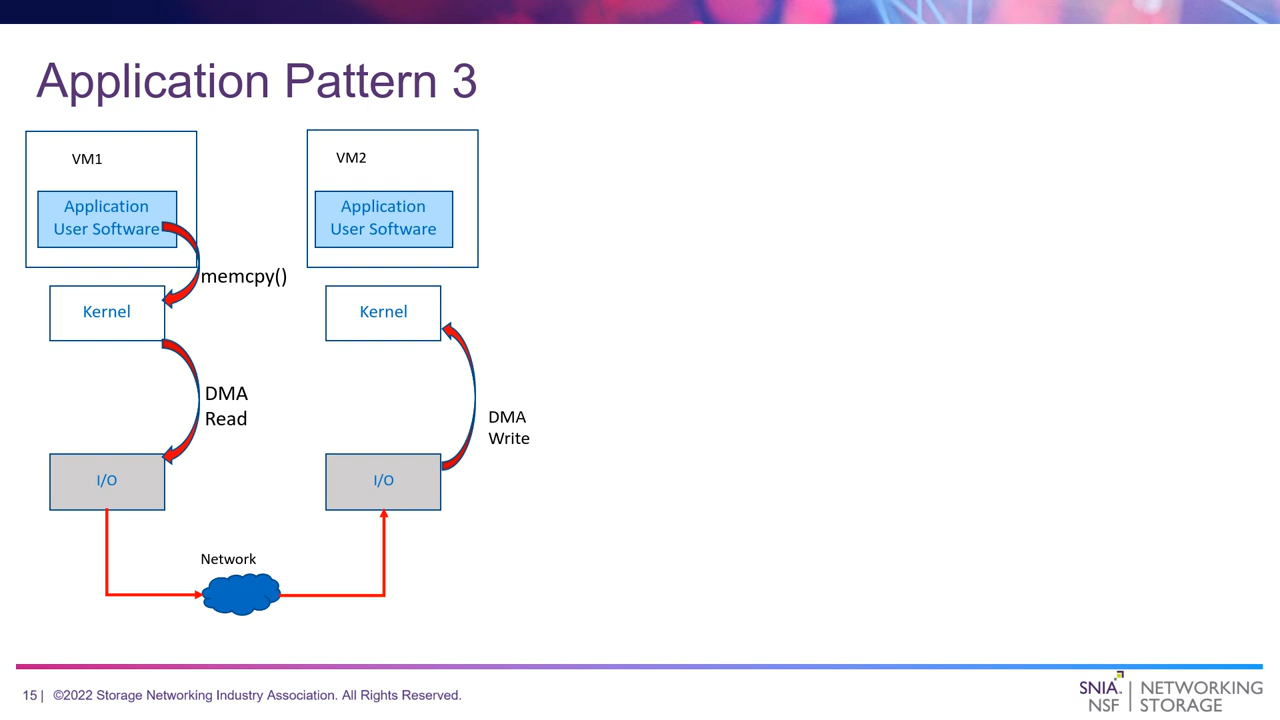 Application Pattern 3
VM1
Application
User Software
memcpy()
Kernel
DMA
Read
I/O
VM2
Application
User Software
Kernel
DMA
Write
I/O
Network
15 | ©2022 Storage Networking Industry Association. All Rights Reserved.
SNIA. NETWORKING
NSF STORAGE